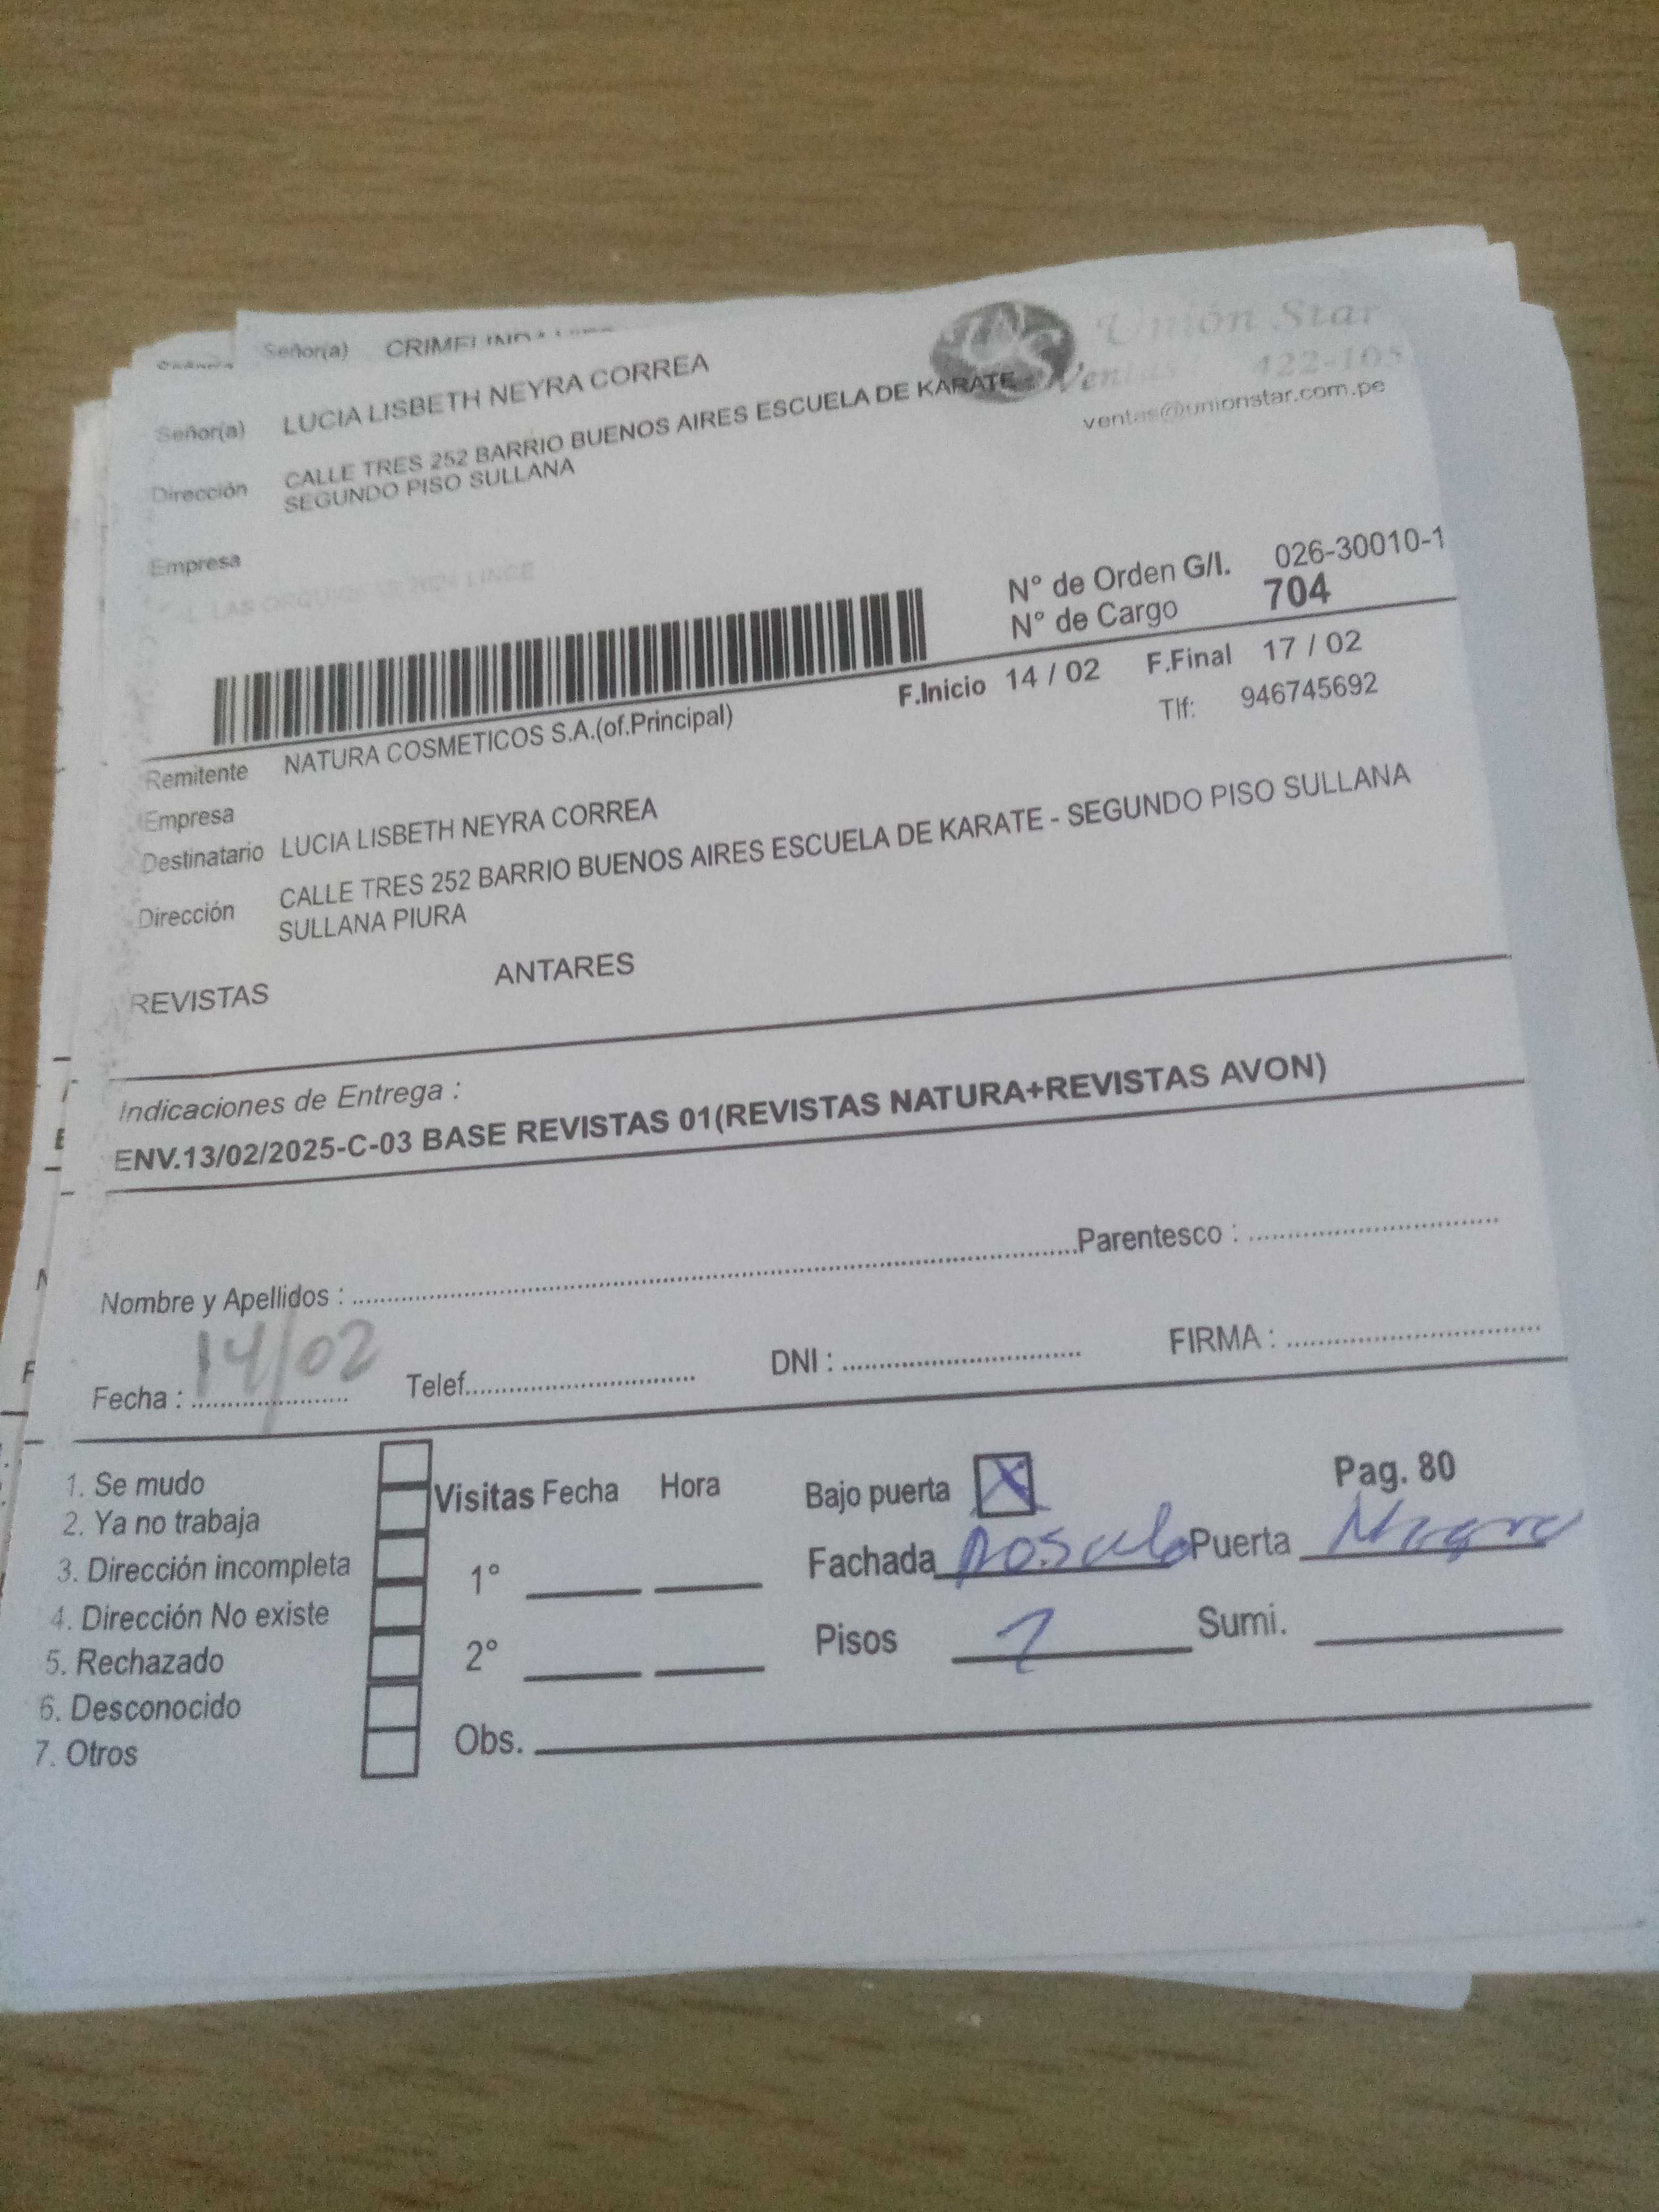 Señor(a) CRIMELINDA
Unión Star
Ventas 422-105
ventas@unionstar.com.pe
Señor(a) LUCIA LISBETH NEYRA CORREA
Dirección CALLE TRES 252 BARRIO BUENOS AIRES ESCUELA DE KARATE -
SEGUNDO PISO SULLANA
Empresa
N° de Orden G/I. 026-30010-1
N° de Cargo 704
F.Inicio 14 / 02 F.Final 17 / 02
Remitente NATURA COSMETICOS S.A.(of.Principal) Tlf: 946745692
Empresa
Destinatario LUCIA LISBETH NEYRA CORREA
Dirección CALLE TRES 252 BARRIO BUENOS AIRES ESCUELA DE KARATE - SEGUNDO PISO SULLANA
SULLANA PIURA
REVISTAS ANTARES
Indicaciones de Entrega :
ENV.13/02/2025-C-03 BASE REVISTAS 01(REVISTAS NATURA+REVISTAS AVON)
Nombre y Apellidos : Parentesco :
Fecha : 14/02 Telef. DNI : FIRMA :
1. Se mudo
2. Ya no trabaja
3. Dirección incompleta
4. Dirección No existe
5. Rechazado
6. Desconocido
7. Otros
Visitas Fecha Hora
1°
2°
Obs.
Bajo puerta X Pag. 80
Fachada Puerta
Pisos Sumi.